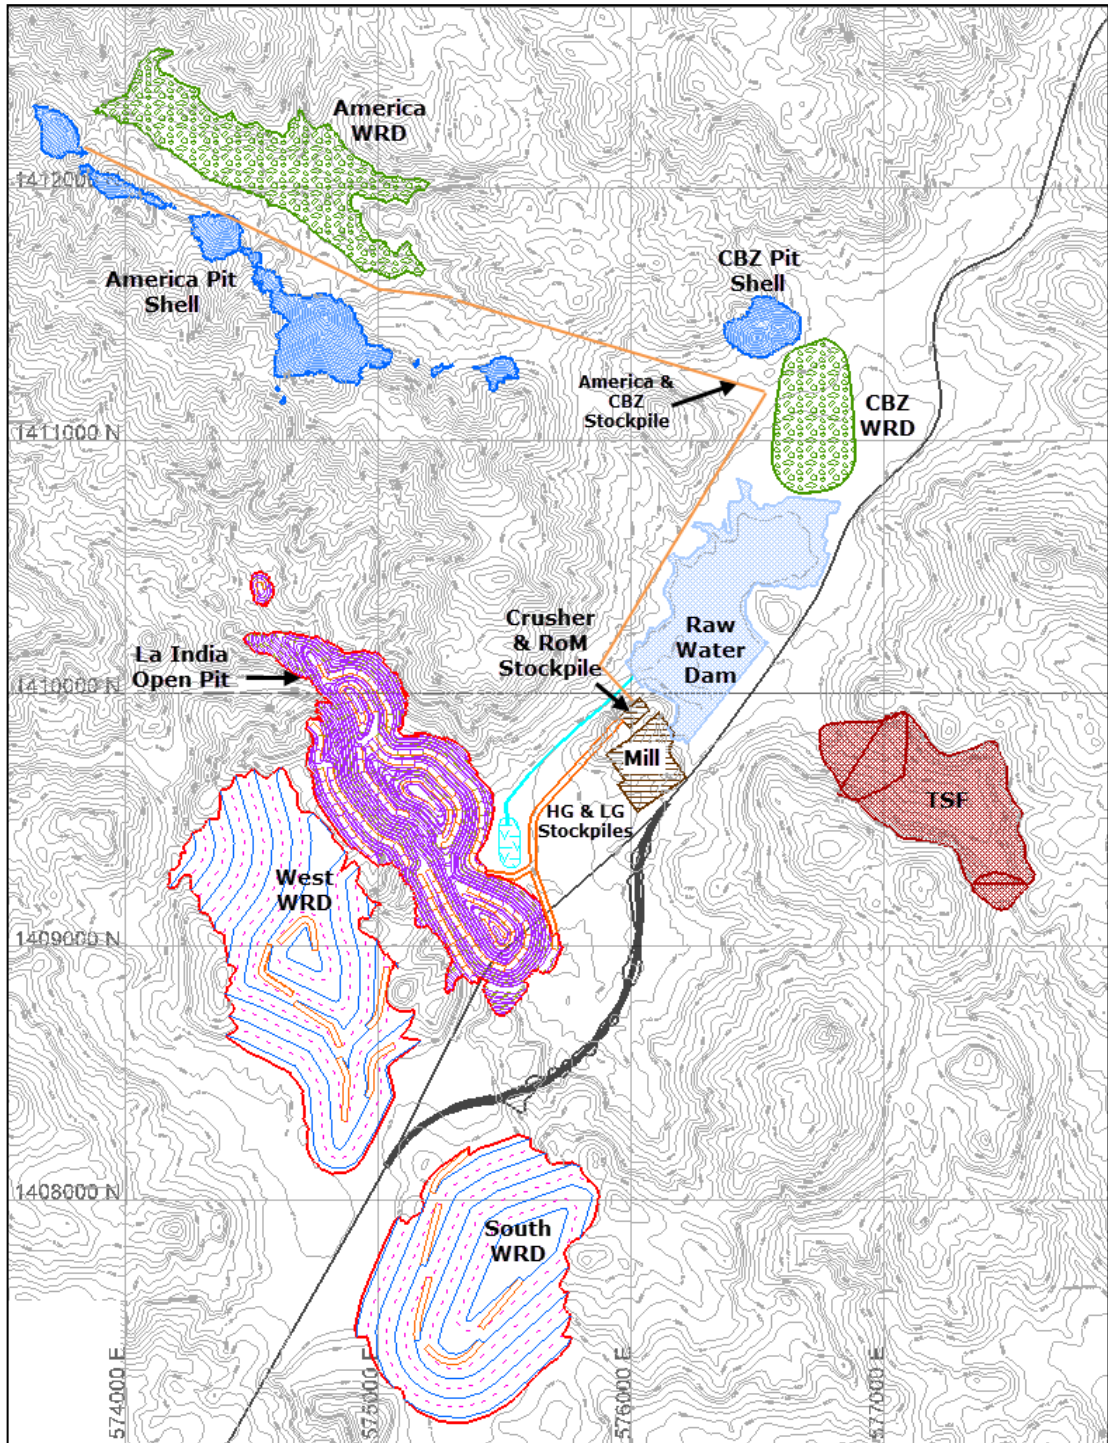 America
WRD
1412000 N
America Pit
Shell
CBZ Pit
Shell
America &
CBZ
Stockpile
CBZ
WRD
1411000 N
Crusher
& RoM
Stockpile
Raw
Water
Dam
La India
Open Pit
1410000 N
Mill
HG & LG
Stockpiles
TSF
West
WRD
1409000 N
1408000 N
South
WRD
574000 E
575000 E
576000 E
577000 E